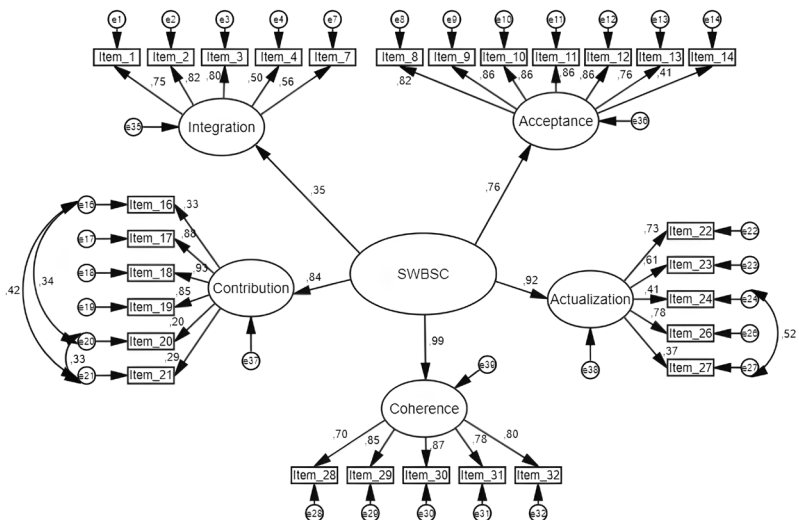 e1 e2 e3 e4 e7 e8 e9 e10 e11 e12 e13 e14
Item_1 Item_2 Item_3 Item_4 Item_7 Item_8 Item_9 Item_10 Item_11 Item_12 Item_13 Item_14
,75 ,82 ,80 ,50 ,56 ,82 ,86 ,86 ,86 ,86 ,76 ,41
e35 Integration Acceptance e36
,35 ,76
e16 Item_16 ,33
e17 Item_17 ,88
e18 Item_18 ,93
e19 Item_19 ,85
e20 Item_20 ,20
e21 Item_21 ,29
,42 ,34 ,33
Contribution ,84
e37
SWBSC
,92 Actualization
e38
,73 Item_22 e22
,61 Item_23 e23
,41 Item_24 e24
,78 Item_26 e26
,37 Item_27 e27
,52
,99
e39
Coherence
,70 ,85 ,87 ,78 ,80
Item_28 Item_29 Item_30 Item_31 Item_32
e28 e29 e30 e31 e32